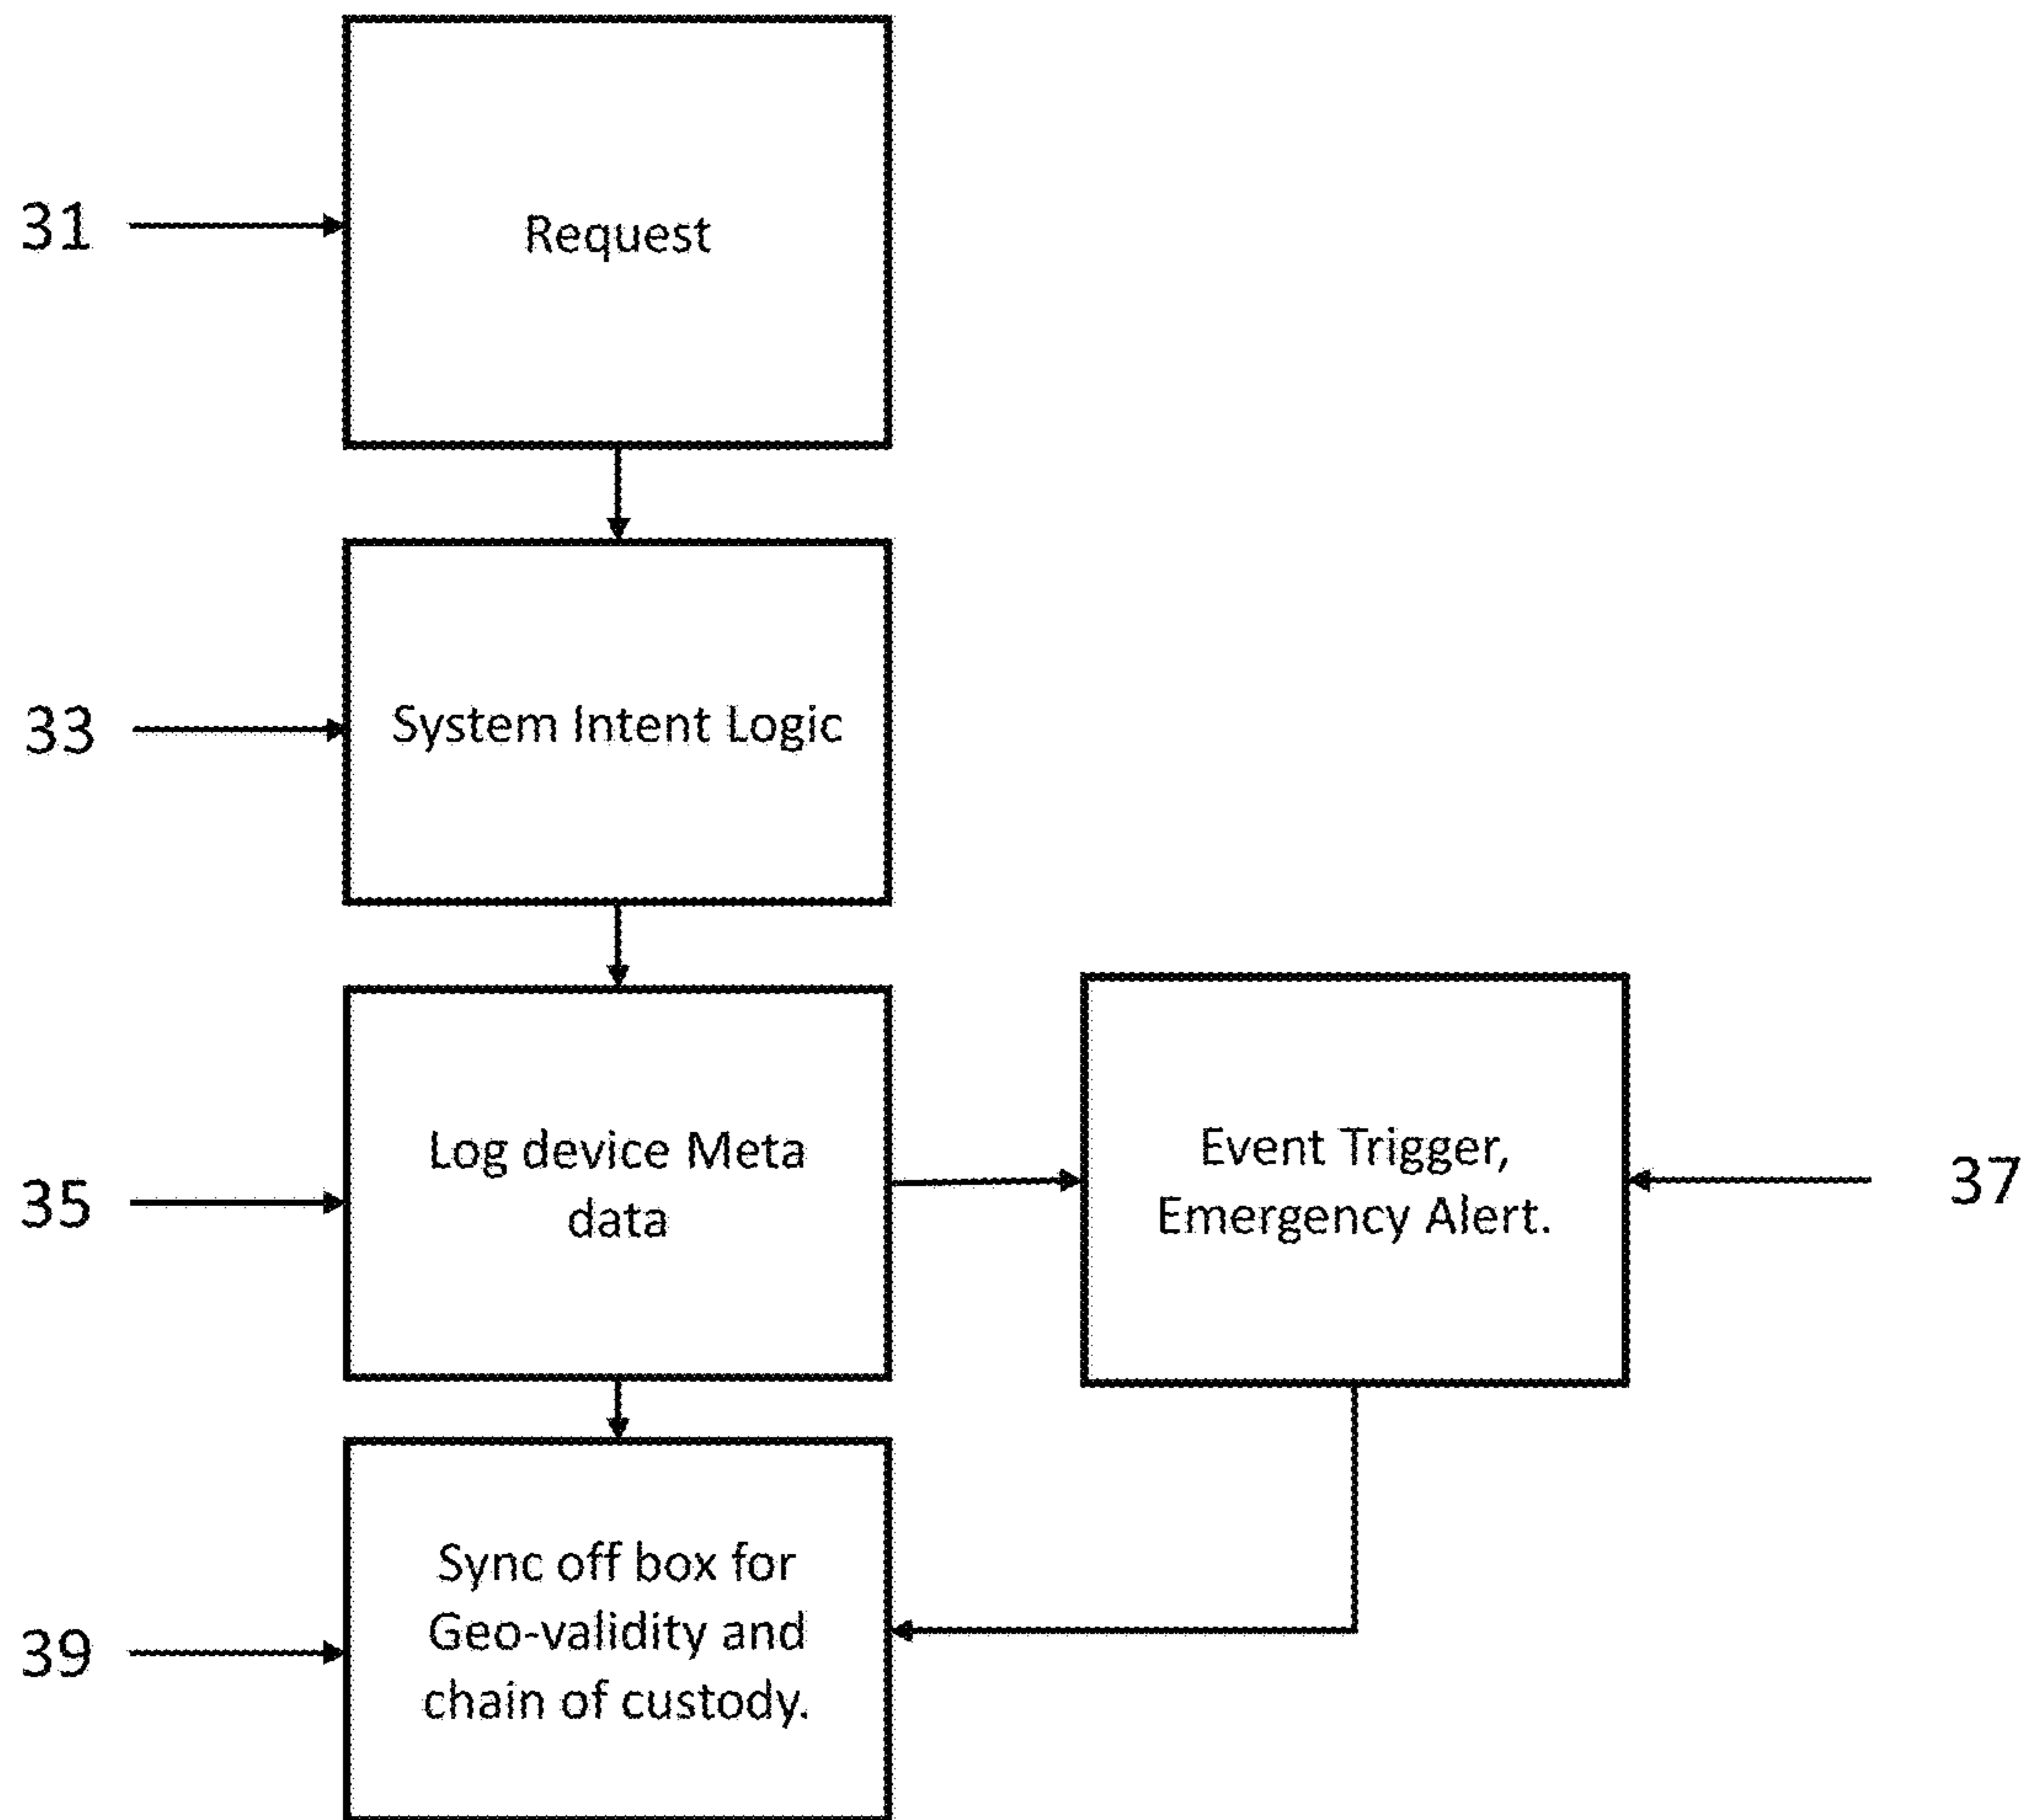 31
Request
33
System Intent Logic
35
Log device Meta
data
Event Trigger,
Emergency Alert.
37
39
Sync off box for
Geo-validity and
chain of custody.